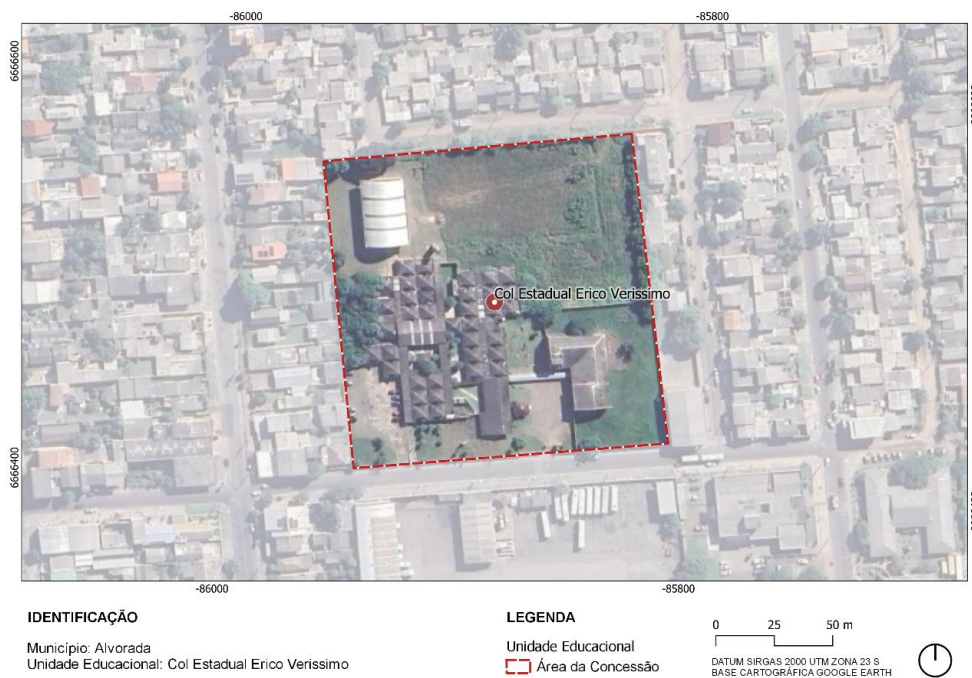 -86000
-85800
6666600
Col Estadual Erico Verissimo
6666400
-86000
-85800
IDENTIFICAÇÃO
Município: Alvorada
Unidade Educacional: Col Estadual Erico Verissimo
LEGENDA
Unidade Educacional
Área da Concessão
0 25 50 m
DATUM SIRGAS 2000 UTM ZONA 23 S
BASE CARTOGRÁFICA GOOGLE EARTH